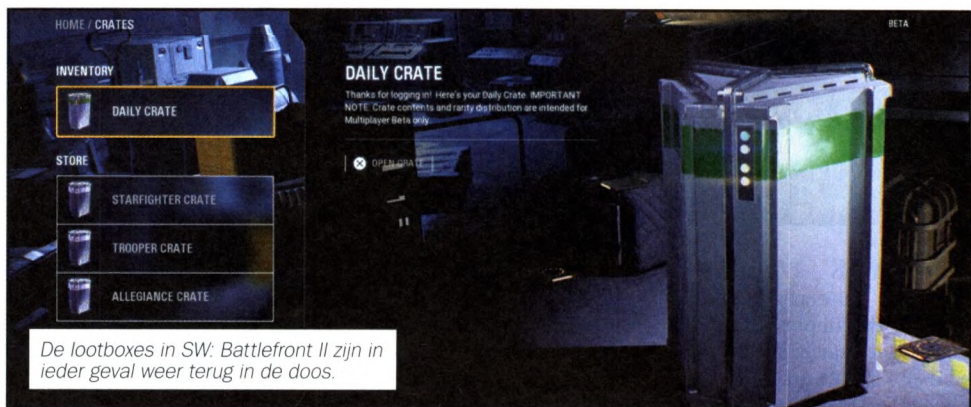 HOME / CRATES
BETA
INVENTORY
DAILY CRATE
STORE
STARFIGHTER CRATE
TROOPER CRATE
ALLEGIANCE CRATE
DAILY CRATE
Thanks for logging in! Here's your Daily Crate. IMPORTANT
NOTE: Crate contents and rarity distribution are intended for
Multiplayer Beta only.
OPEN CRATE
De lootboxes in SW: Battlefront II zijn in
ieder geval weer terug in de doos.